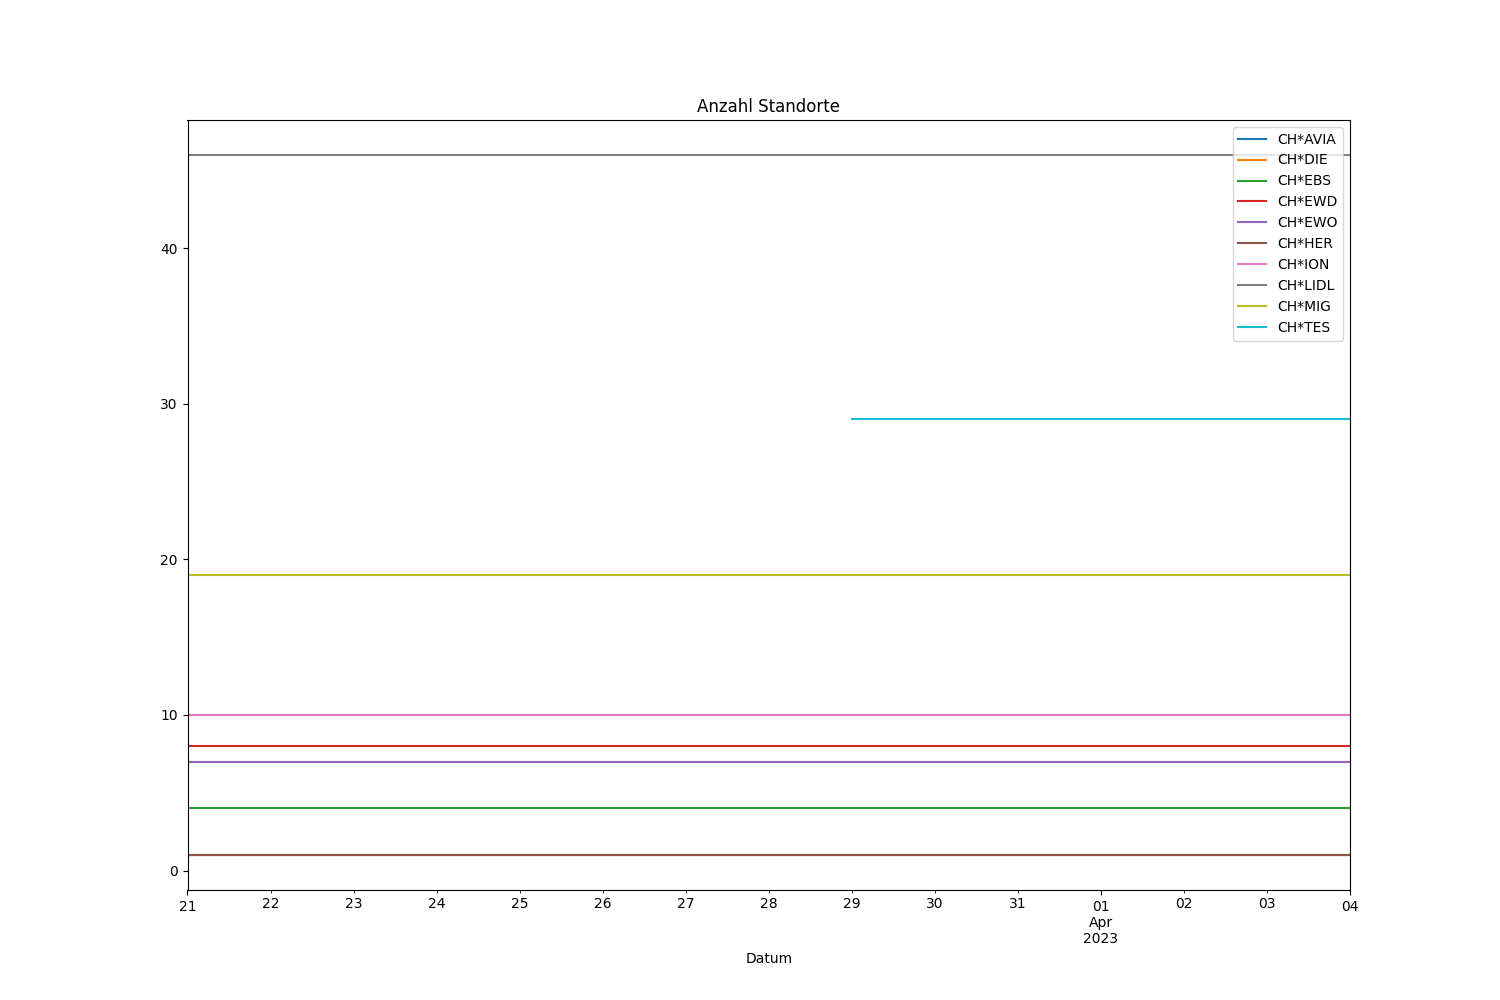 Anzahl Standorte
CH*AVIA
CH*DIE
CH*EBS
CH*EWD
CH*EWO
CH*HER
CH*ION
CH*LIDL
CH*MIG
CH*TES
40
30
20
10
0
21 22 23 24 25 26 27 28 29 30 31 01 02 03 04
Apr
2023
Datum